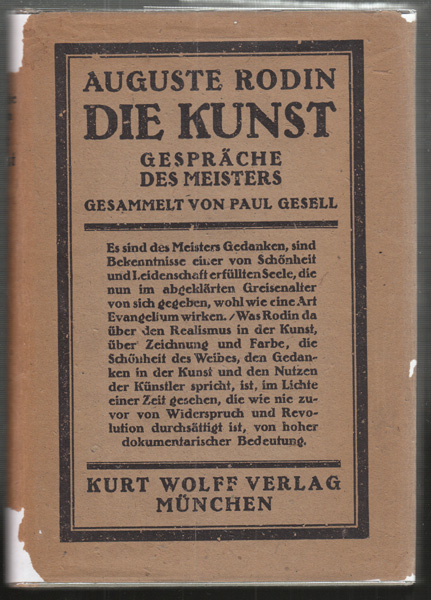 AUGUSTE RODIN
DIE KUNST
GESPRÄCHE
DES MEISTERS
GESAMMELT VON PAUL GESELL
Es sind des Meisters Gedanken, sind
Bekenntnisse einer von Schönheit
und Leidenschaft erfüllten Seele, die
nun im abgeklärten Greisenalter
von sich gegeben, wohl wie eine Art
Evangelium wirken. / Was Rodin da
über den Realismus in der Kunst,
über Zeichnung und Farbe, die
Schönheit des Weibes, den Gedan-
ken in der Kunst und den Nutzen
der Künstler spricht, ist, im Lichte
einer Zeit gesehen, die wie nie zu-
vor von Widerspruch und Revo-
lution durchsättigt ist, von hoher
dokumentarischer Bedeutung.
KURT WOLFF VERLAG
MÜNCHEN